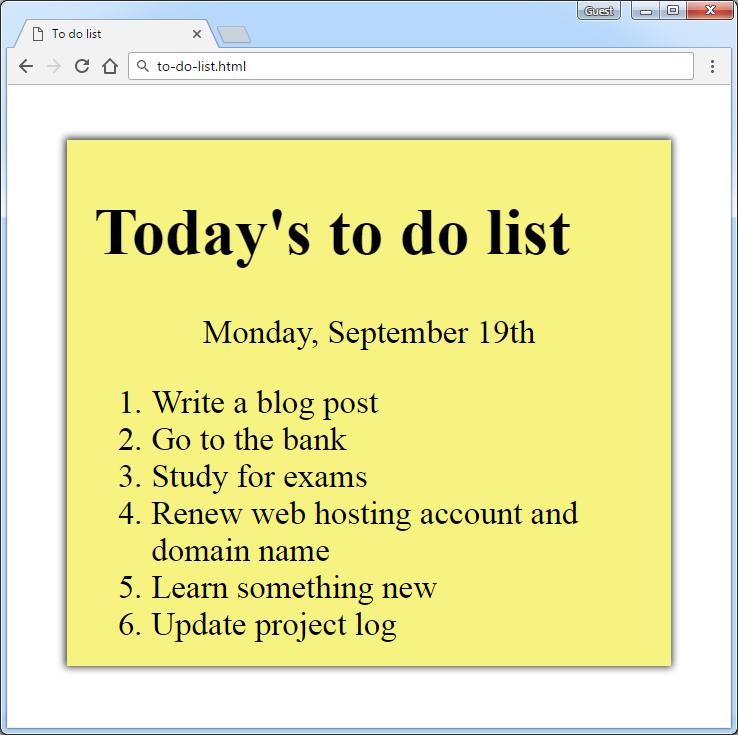 Guest
To do list
to-do-list.html
Today's to do list
Monday, September 19th
1. Write a blog post
2. Go to the bank
3. Study for exams
4. Renew web hosting account and
domain name
5. Learn something new
6. Update project log